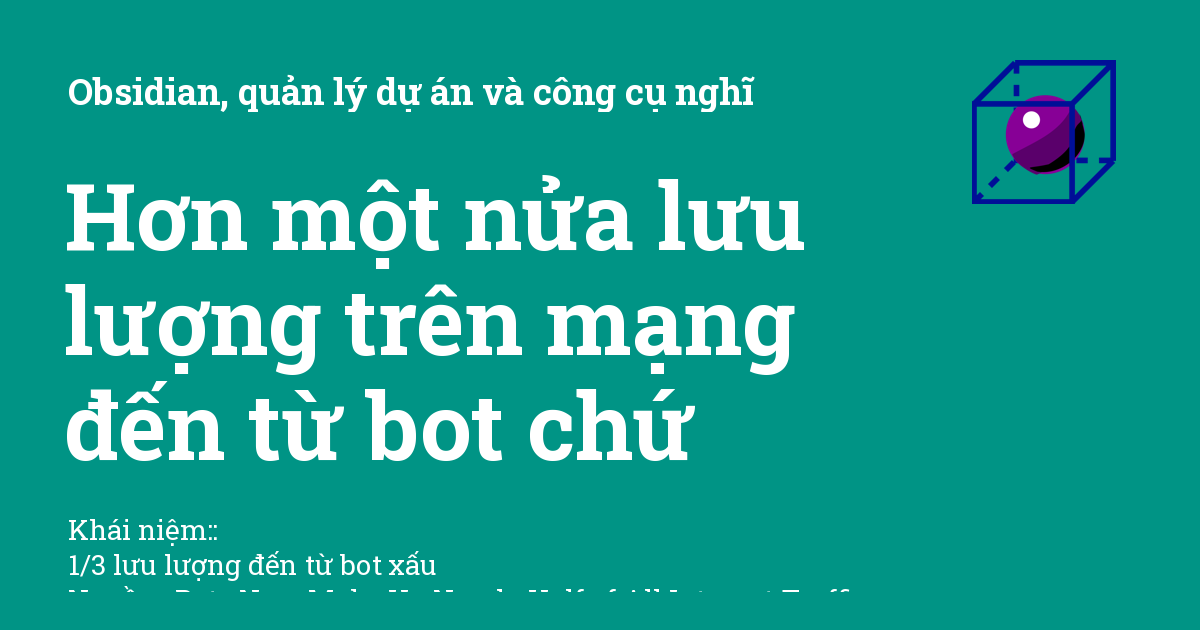 Obsidian, quản lý dự án và công cụ nghĩ
Hơn một nửa lưu
lượng trên mạng
đến từ bot chứ
Khái niệm::
1/3 lưu lượng đến từ bot xấu